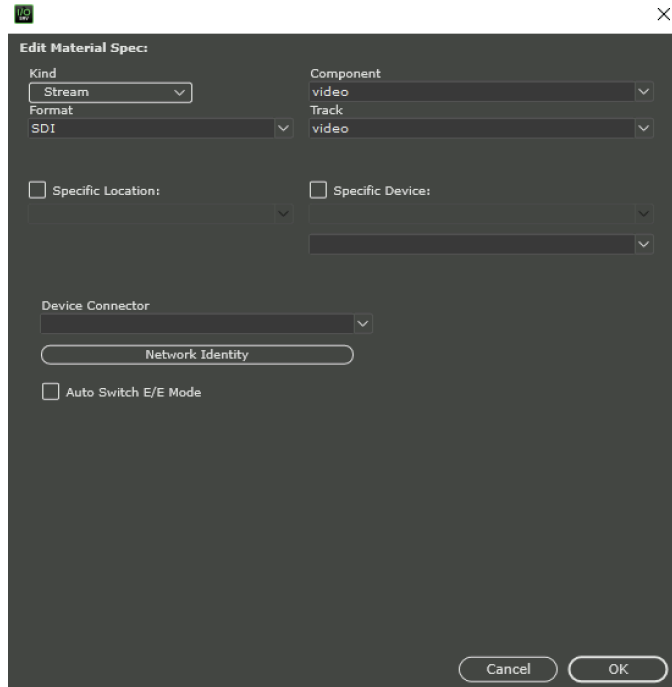 I/O
Edit Material Spec:
Kind
Stream
Component
video
Format
SDI
Track
video
Specific Location:
Specific Device:
Device Connector
Network Identity
Auto Switch E/E Mode
Cancel
OK